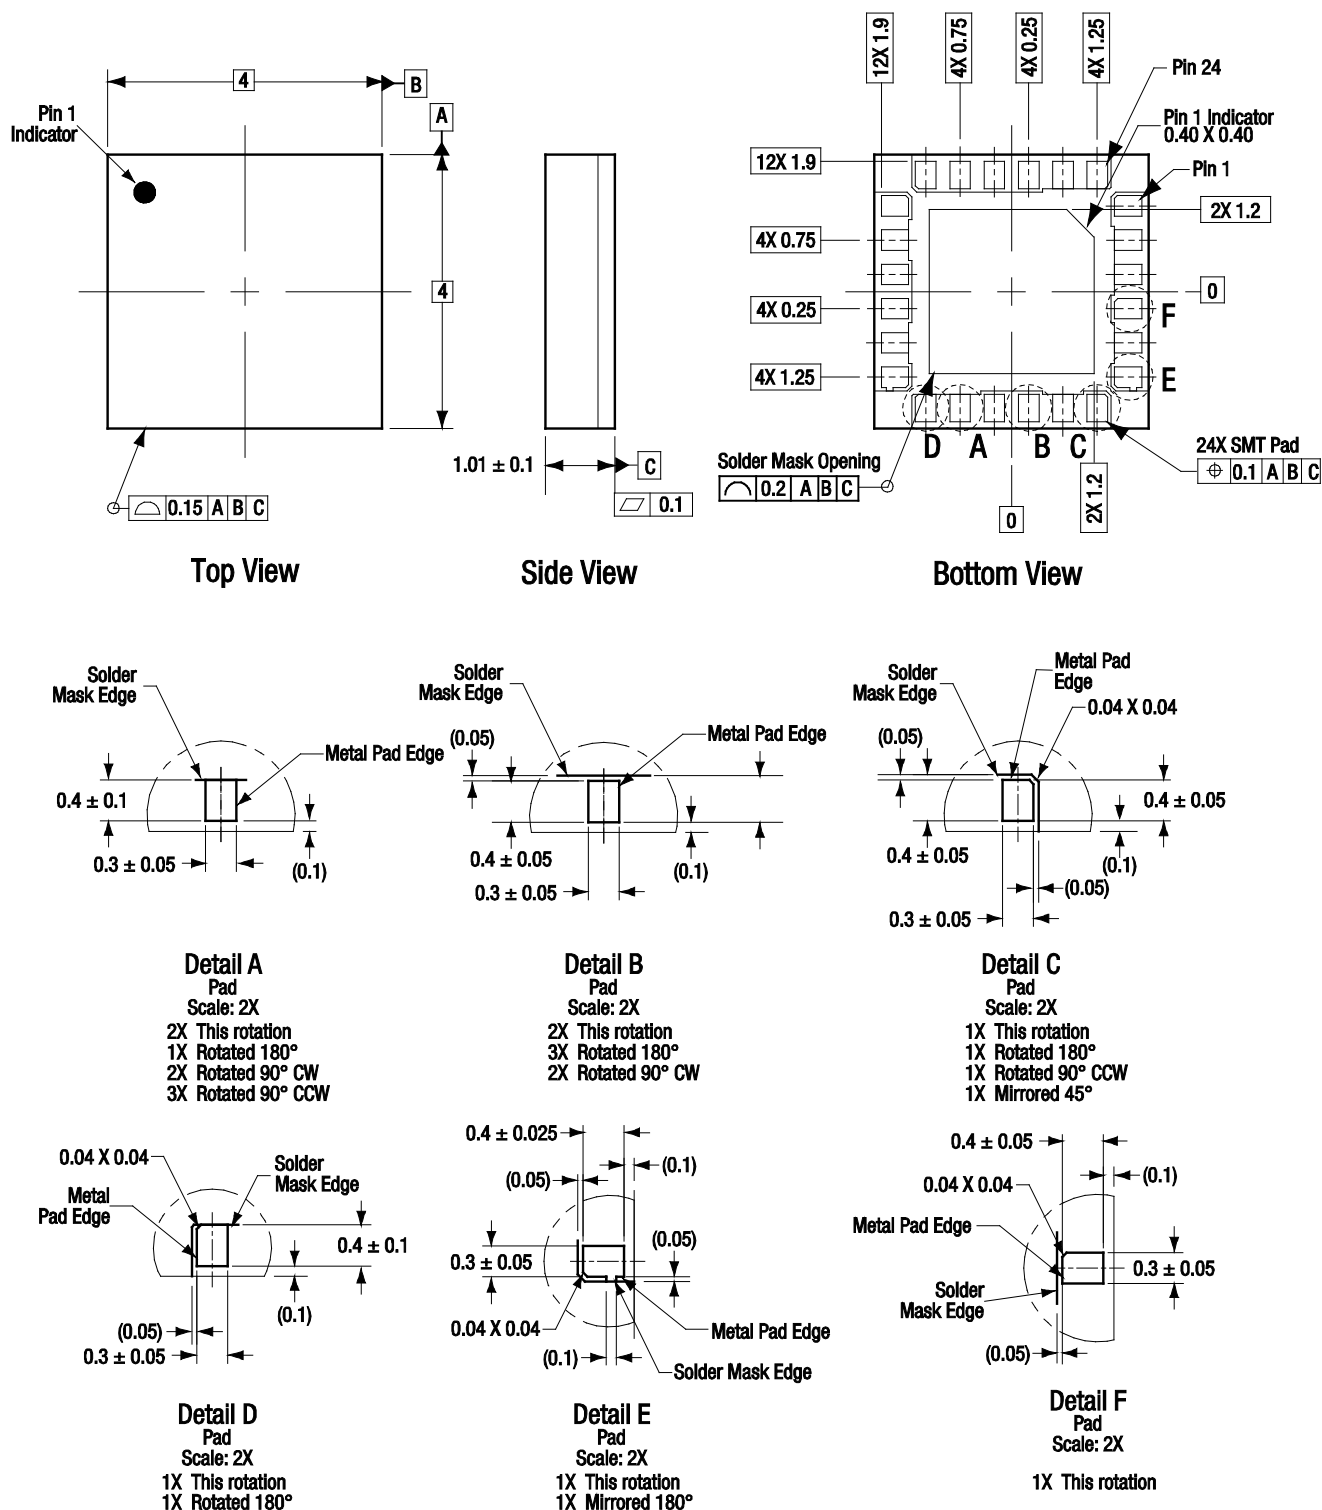 4
B
A
Pin 1
Indicator
4
0.15 A B C
Top View
1.01 ± 0.1
C
0.1
Side View
12X 1.9
4X 0.75
4X 0.25
4X 1.25
Pin 24
Pin 1 Indicator
0.40 X 0.40
12X 1.9
Pin 1
2X 1.2
4X 0.75
0
4X 0.25
F
4X 1.25
E
D A B C
24X SMT Pad
0.1 A B C
Solder Mask Opening
0.2 A B C
0
2X 1.2
Bottom View
Solder
Mask Edge
Metal Pad Edge
0.4 ± 0.1
0.3 ± 0.05
(0.1)
Detail A
Pad
Scale: 2X
2X This rotation
1X Rotated 180°
2X Rotated 90° CW
3X Rotated 90° CCW
Solder
Mask Edge
(0.05)
Metal Pad Edge
0.4 ± 0.05
0.3 ± 0.05
(0.1)
Detail B
Pad
Scale: 2X
2X This rotation
3X Rotated 180°
2X Rotated 90° CW
Metal Pad
Edge
Solder
Mask Edge
0.04 X 0.04
(0.05)
0.4 ± 0.05
0.4 ± 0.05
(0.1)
(0.05)
0.3 ± 0.05
Detail C
Pad
Scale: 2X
1X This rotation
1X Rotated 180°
1X Rotated 90° CCW
1X Mirrored 45°
0.04 X 0.04
Solder
Mask Edge
Metal
Pad Edge
0.4 ± 0.1
(0.1)
(0.05)
0.3 ± 0.05
Detail D
Pad
Scale: 2X
1X This rotation
1X Rotated 180°
0.4 ± 0.025
(0.1)
(0.05)
(0.05)
0.3 ± 0.05
0.04 X 0.04
Metal Pad Edge
(0.1)
Solder Mask Edge
Detail E
Pad
Scale: 2X
1X This rotation
1X Mirrored 180°
0.4 ± 0.05
(0.1)
0.04 X 0.04
Metal Pad Edge
0.3 ± 0.05
Solder
Mask Edge
(0.05)
Detail F
Pad
Scale: 2X
1X This rotation